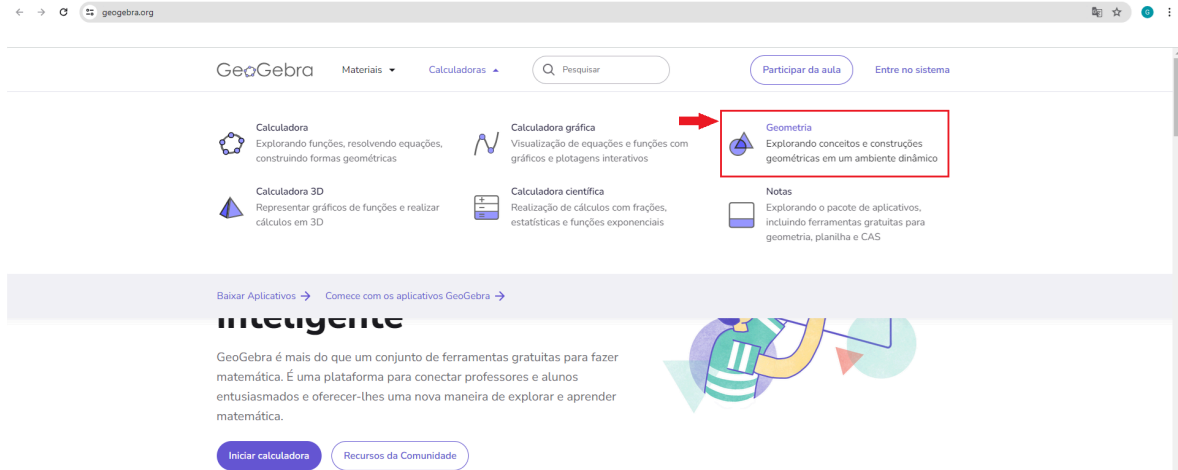 geogebra.org
GeoGebra Materiais Calculadoras Pesquisar Participar da aula Entre no sistema
Calculadora
Explorando funções, resolvendo equações,
construindo formas geométricas
Calculadora gráfica
Visualização de equações e funções com
gráficos e plotagens interativos
Geometria
Explorando conceitos e construções
geométricas em um ambiente dinâmico
Calculadora 3D
Representar gráficos de funções e realizar
cálculos em 3D
Calculadora científica
Realização de cálculos com frações,
estatísticas e funções exponenciais
Notas
Explorando o pacote de aplicativos,
incluindo ferramentas gratuitas para
geometria, planilha e CAS
Baixar Aplicativos → Comece com os aplicativos GeoGebra →
inteligente
GeoGebra é mais do que um conjunto de ferramentas gratuitas para fazer
matemática. É uma plataforma para conectar professores e alunos
entusiasmados e oferecer-lhes uma nova maneira de explorar e aprender
matemática.
Iniciar calculadora Recursos da Comunidade